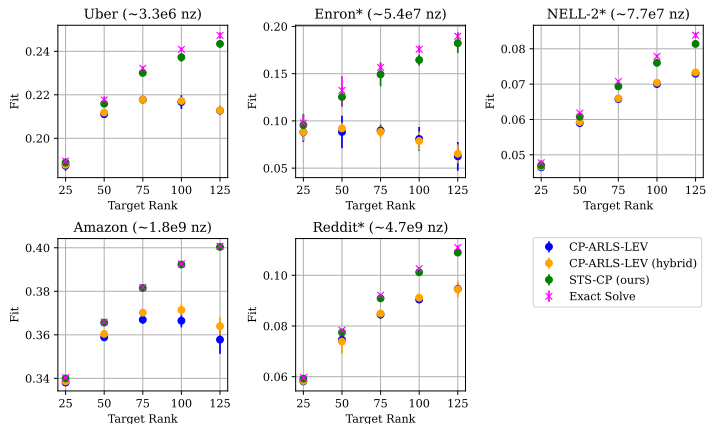 Uber (~3.3e6 nz)
Fit
0.24
0.22
0.20
25 50 75 100 125
Target Rank
Enron* (~5.4e7 nz)
Fit
0.20
0.15
0.10
0.05
25 50 75 100 125
Target Rank
NELL-2* (~7.7e7 nz)
Fit
0.08
0.07
0.06
0.05
25 50 75 100 125
Target Rank
Amazon (~1.8e9 nz)
Fit
0.40
0.38
0.36
0.34
25 50 75 100 125
Target Rank
Reddit* (~4.7e9 nz)
Fit
0.10
0.08
0.06
25 50 75 100 125
Target Rank
CP-ARLS-LEV
CP-ARLS-LEV (hybrid)
STS-CP (ours)
Exact Solve